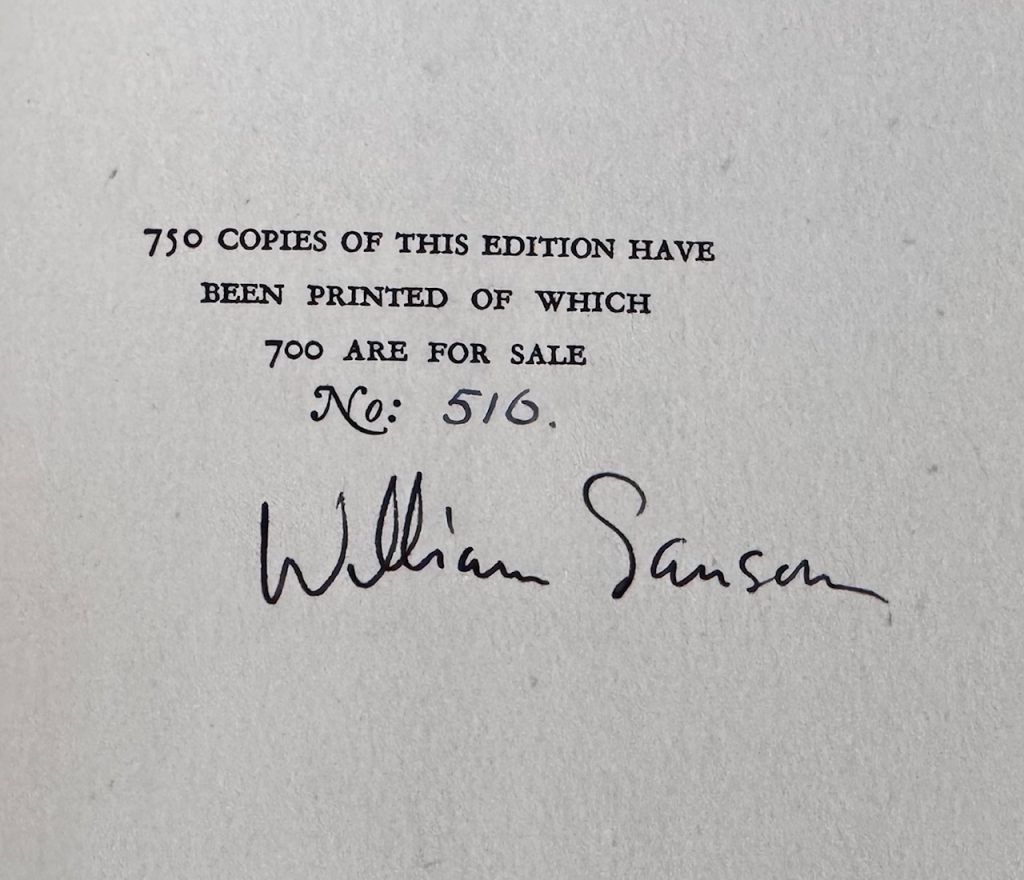 750 COPIES OF THIS EDITION HAVE
BEEN PRINTED OF WHICH
700 ARE FOR SALE
No: 516.
William Sansom